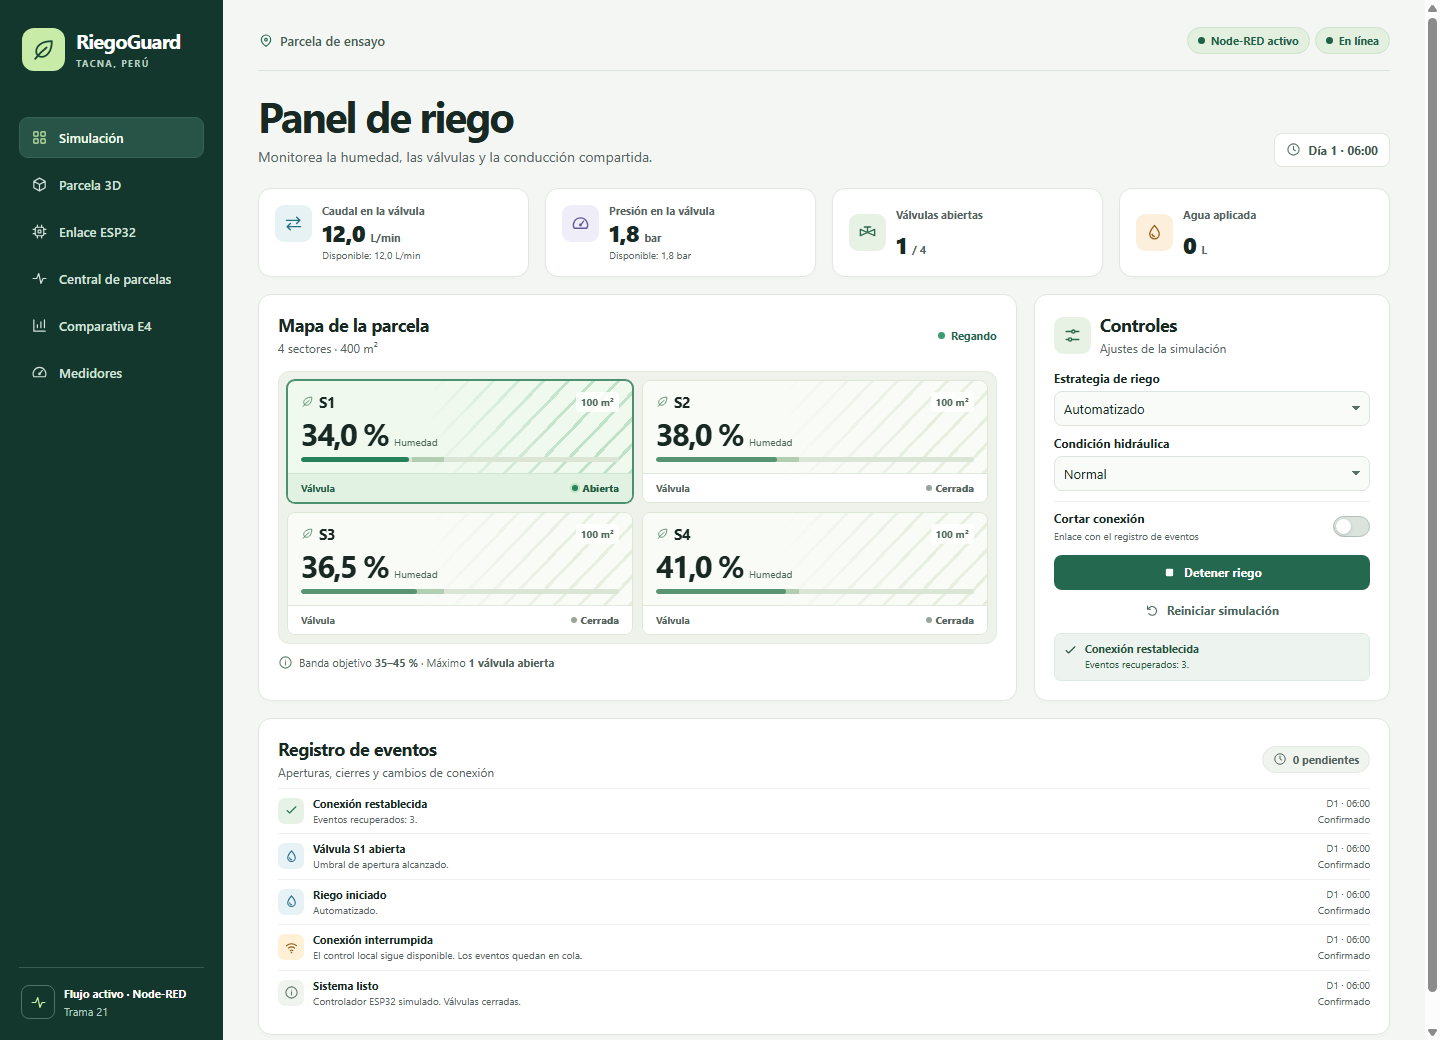 RiegoGuard
TACNA, PERÚ
Simulación
Parcela 3D
Enlace ESP32
Central de parcelas
Comparativa E4
Medidores
Flujo activo · Node-RED
Trama 21
Parcela de ensayo
Node-RED activo
En línea
Panel de riego
Monitorea la humedad, las válvulas y la conducción compartida.
Día 1 · 06:00
Caudal en la válvula
12,0 L/min
Disponible: 12,0 L/min
Presión en la válvula
1,8 bar
Disponible: 1,8 bar
Válvulas abiertas
1 / 4
Agua aplicada
0 L
Mapa de la parcela
4 sectores · 400 m²
Regando
S1
100 m²
34,0 % Humedad
Válvula
Abierta
S2
100 m²
38,0 % Humedad
Válvula
Cerrada
S3
100 m²
36,5 % Humedad
Válvula
Cerrada
S4
100 m²
41,0 % Humedad
Válvula
Cerrada
Banda objetivo 35–45 % · Máximo 1 válvula abierta
Controles
Ajustes de la simulación
Estrategia de riego
Automatizado
Condición hidráulica
Normal
Cortar conexión
Enlace con el registro de eventos
Detener riego
Reiniciar simulación
Conexión restablecida
Eventos recuperados: 3.
Registro de eventos
Aperturas, cierres y cambios de conexión
0 pendientes
Conexión restablecida
Eventos recuperados: 3.
D1 · 06:00
Confirmado
Válvula S1 abierta
Umbral de apertura alcanzado.
D1 · 06:00
Confirmado
Riego iniciado
Automatizado.
D1 · 06:00
Confirmado
Conexión interrumpida
El control local sigue disponible. Los eventos quedan en cola.
D1 · 06:00
Confirmado
Sistema listo
Controlador ESP32 simulado. Válvulas cerradas.
D1 · 06:00
Confirmado